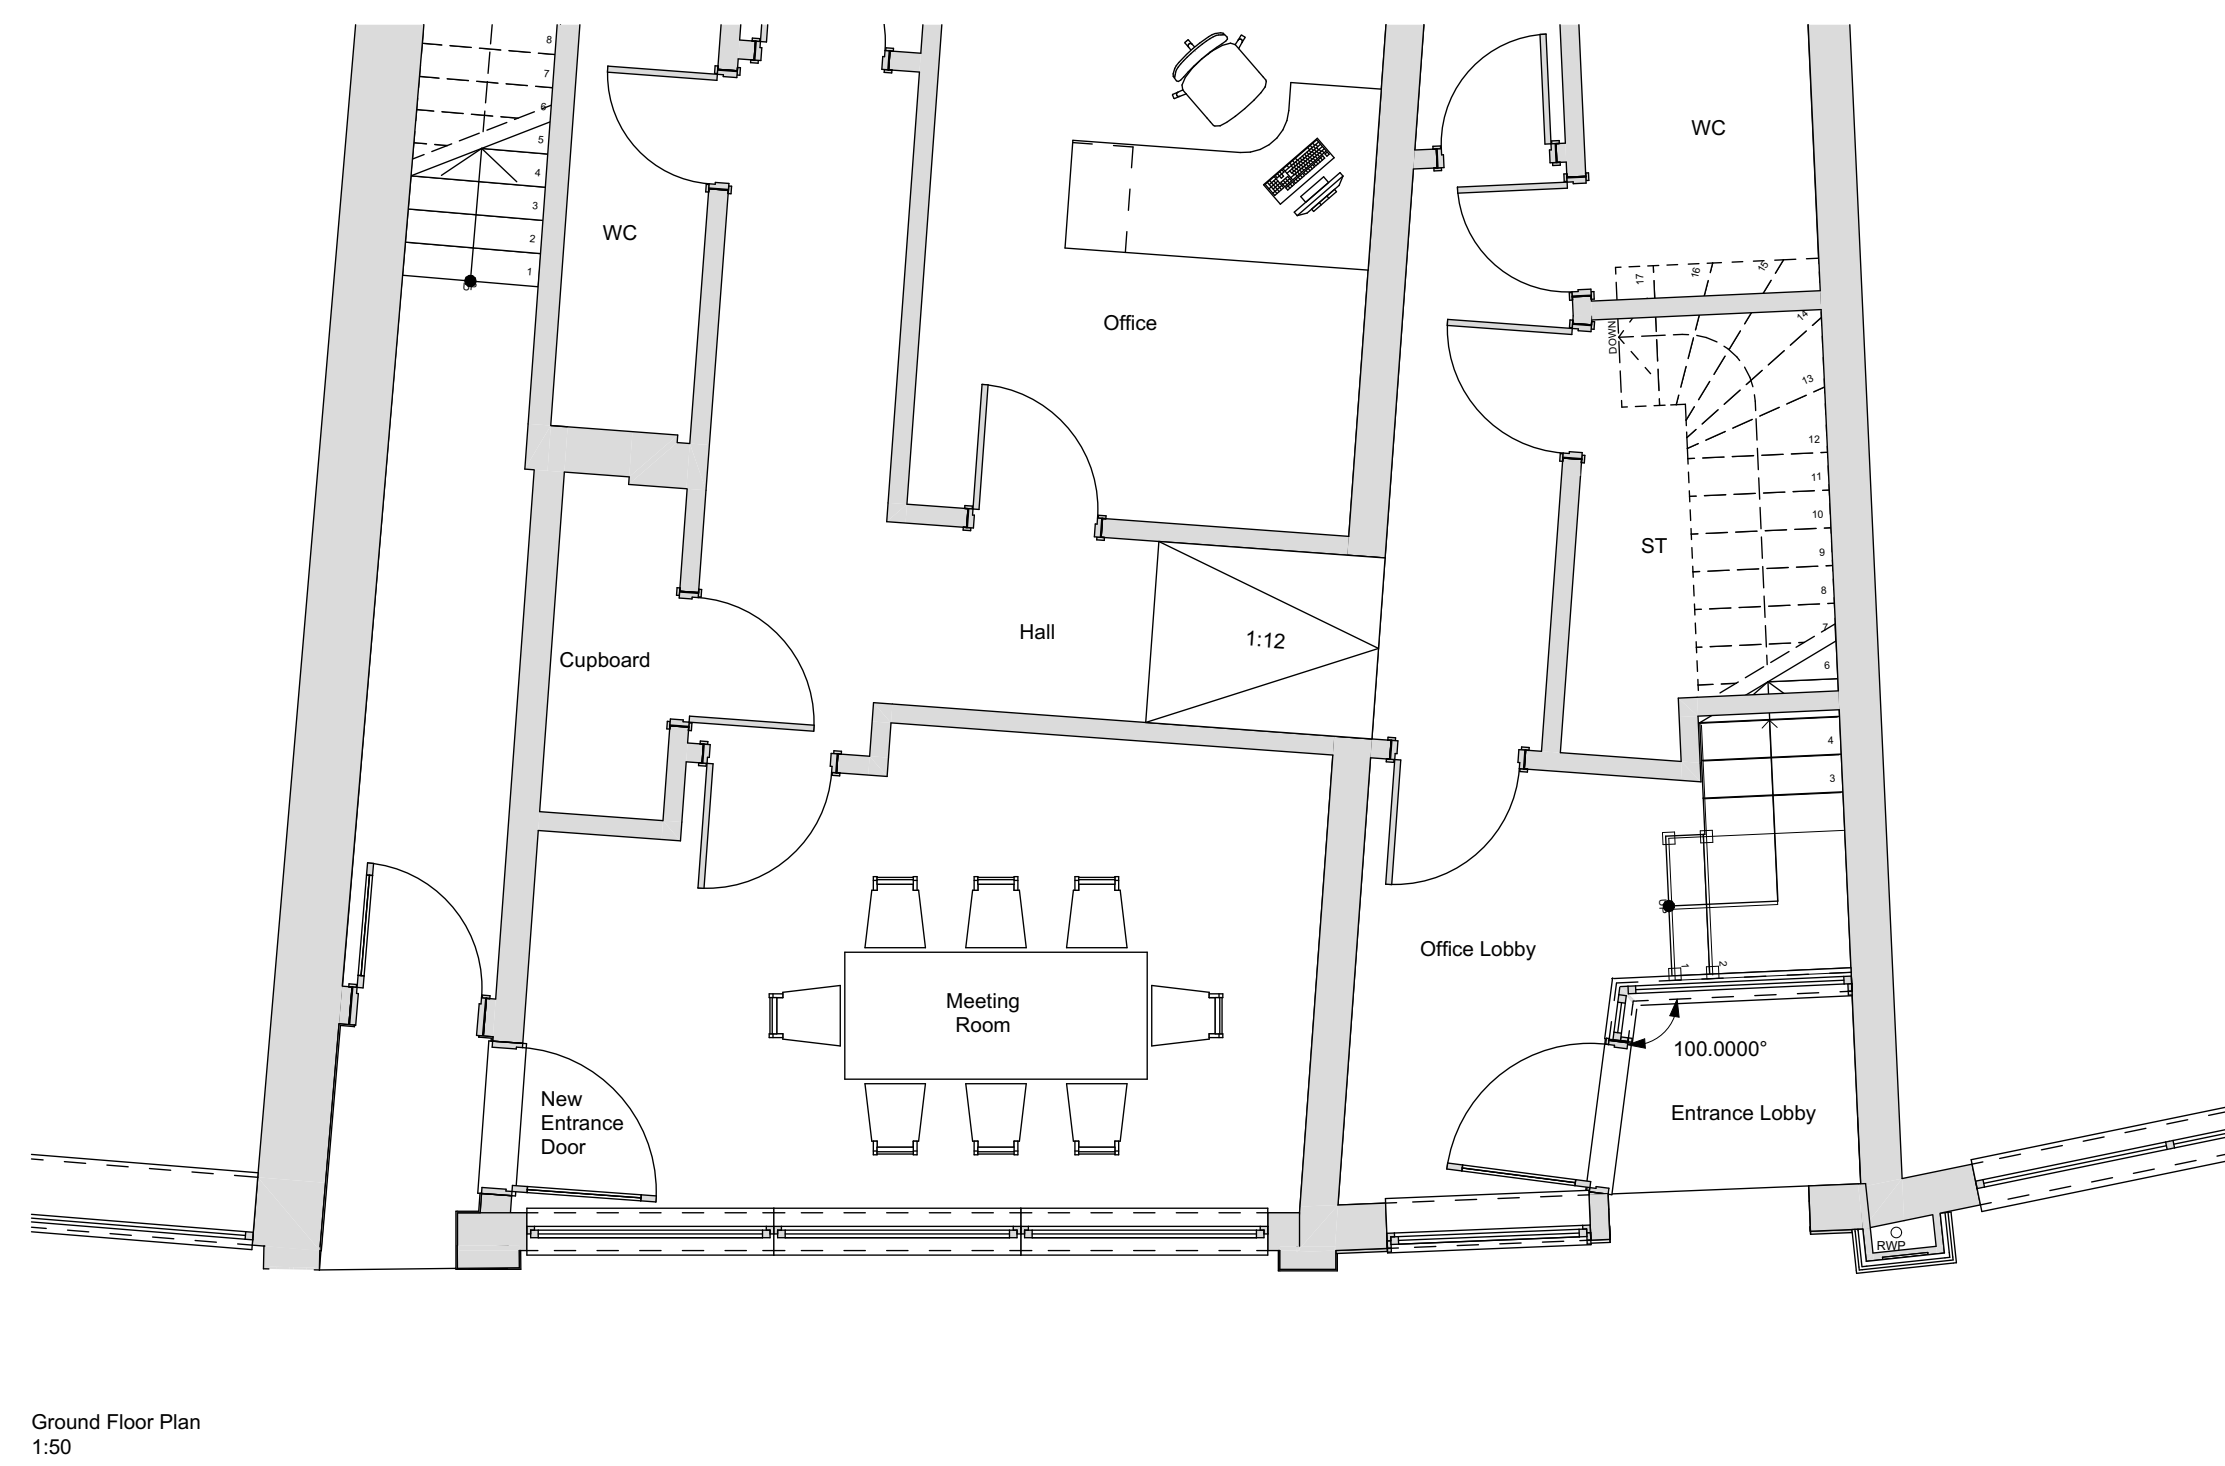 8
7
6
5
4
3
2
1
UP
WC
WC
Office
17
16
15
14
DOWN
13
12
11
10
9
8
7
6
ST
Hall
1:12
Cupboard
4
3
UP
1
2
Office Lobby
Meeting
Room
100.0000°
New
Entrance
Door
Entrance Lobby
RWP
Ground Floor Plan
1:50